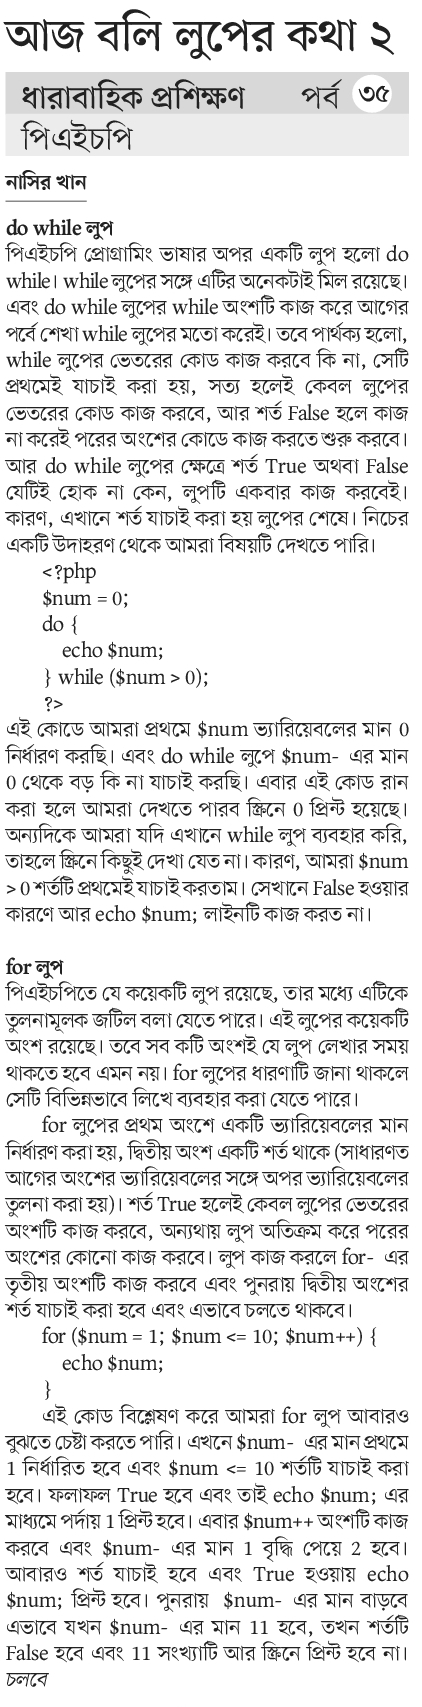 আজ বলি লুপের কথা ২
ধারাবাহিক প্রশিক্ষণ পর্ব ৩৫
পিএইচপি
নাসির খান
do while লুপ
পিএইচপি প্রোগ্রামিং ভাষার অপর একটি লুপ হলো do
while। while লুপের সঙ্গে এটির অনেকটাই মিল রয়েছে।
এবং do while লুপের while অংশটি কাজ করে আগের
পর্বে শেখা while লুপের মতো করেই। তবে পার্থক্য হলো,
while লুপের ভেতরের কোড কাজ করবে কি না, সেটি
প্রথমেই যাচাই করা হয়, সত্য হলেই কেবল লুপের
ভেতরের কোড কাজ করবে, আর শর্ত False হলে কাজ
না করেই পরের অংশের কোডে কাজ করতে শুরু করবে।
আর do while লুপের ক্ষেত্রে শর্ত True অথবা False
যেটিই হোক না কেন, লুপটি একবার কাজ করবেই।
কারণ, এখানে শর্ত যাচাই করা হয় লুপের শেষে। নিচের
একটি উদাহরণ থেকে আমরা বিষয়টি দেখতে পারি।
<?php
$num = 0;
do {
echo $num;
} while ($num > 0);
?>
এই কোডে আমরা প্রথমে $num ভ্যারিয়েবলের মান 0
নির্ধারণ করছি। এবং do while লুপে $num- এর মান
0 থেকে বড় কি না যাচাই করছি। এবার এই কোড রান
করা হলে আমরা দেখতে পারব স্ক্রিনে 0 প্রিন্ট হয়েছে।
অন্যদিকে আমরা যদি এখানে while লুপ ব্যবহার করি,
তাহলে স্ক্রিনে কিছুই দেখা যেত না। কারণ, আমরা $num
> 0 শর্তটি প্রথমেই যাচাই করতাম। সেখানে False হওয়ার
কারণে আর echo $num; লাইনটি কাজ করত না।
for লুপ
পিএইচপিতে যে কয়েকটি লুপ রয়েছে, তার মধ্যে এটিকে
তুলনামূলক জটিল বলা যেতে পারে। এই লুপের কয়েকটি
অংশ রয়েছে। তবে সব কটি অংশই যে লুপ লেখার সময়
থাকতে হবে এমন নয়। for লুপের ধারণাটি জানা থাকলে
সেটি বিভিন্নভাবে লিখে ব্যবহার করা যেতে পারে।
for লুপের প্রথম অংশে একটি ভ্যারিয়েবলের মান
নির্ধারণ করা হয়, দ্বিতীয় অংশ একটি শর্ত থাকে (সাধারণত
আগের অংশের ভ্যারিয়েবলের সঙ্গে অপর ভ্যারিয়েবলের
তুলনা করা হয়)। শর্ত True হলেই কেবল লুপের ভেতরের
অংশটি কাজ করবে, অন্যথায় লুপ অতিক্রম করে পরের
অংশের কোনো কাজ করবে। লুপ কাজ করলে for- এর
তৃতীয় অংশটি কাজ করবে এবং পুনরায় দ্বিতীয় অংশের
শর্ত যাচাই করা হবে এবং এভাবে চলতে থাকবে।
for ($num = 1; $num <= 10; $num++) {
echo $num;
}
এই কোড বিশ্লেষণ করে আমরা for লুপ আবারও
বুঝতে চেষ্টা করতে পারি। এখনে $num- এর মান প্রথমে
1 নির্ধারিত হবে এবং $num <= 10 শর্তটি যাচাই করা
হবে। ফলাফল True হবে এবং তাই echo $num; এর
মাধ্যমে পর্দায় 1 প্রিন্ট হবে। এবার $num++ অংশটি কাজ
করবে এবং $num- এর মান 1 বৃদ্ধি পেয়ে 2 হবে।
আবারও শর্ত যাচাই হবে এবং True হওয়ায় echo
$num; প্রিন্ট হবে। পুনরায় $num- এর মান বাড়বে
এভাবে যখন $num- এর মান 11 হবে, তখন শর্তটি
False হবে এবং 11 সংখ্যাটি আর স্ক্রিনে প্রিন্ট হবে না।
চলবে